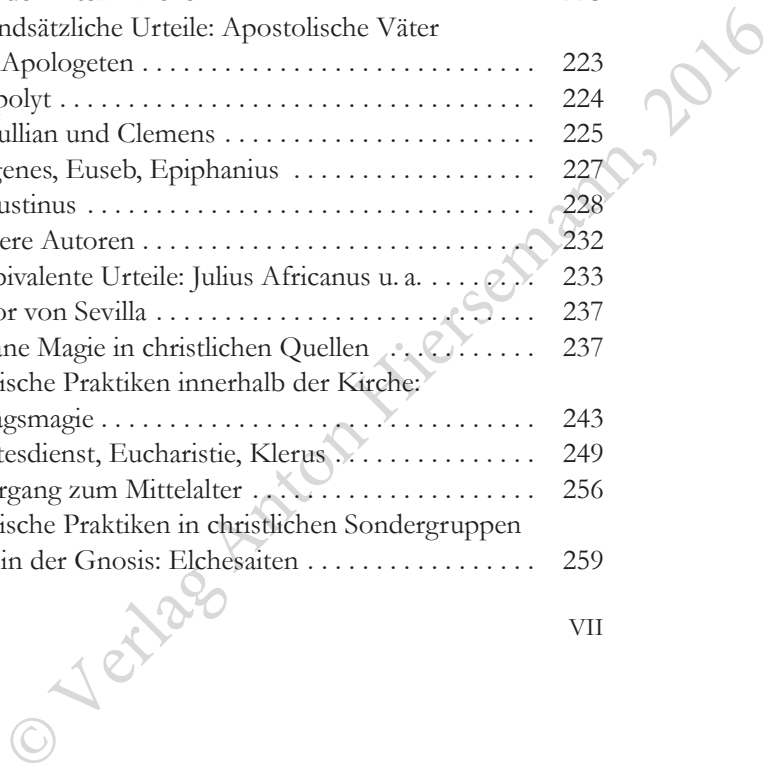 ndsätzliche Urteile: Apostolische Väter
Apologeten . . . . . . . . . . . . . . . . . . . . . . . . . . . . . 223
polyt . . . . . . . . . . . . . . . . . . . . . . . . . . . . . . . . . . . 224
ullian und Clemens . . . . . . . . . . . . . . . . . . . . . . . 225
genes, Euseb, Epiphanius . . . . . . . . . . . . . . . . . . 227
ustinus . . . . . . . . . . . . . . . . . . . . . . . . . . . . . . . . . 228
ere Autoren . . . . . . . . . . . . . . . . . . . . . . . . . . . . . 232
bivalente Urteile: Julius Africanus u. a. . . . . . . . . 233
or von Sevilla . . . . . . . . . . . . . . . . . . . . . . . . . . . . 237
ane Magie in christlichen Quellen . . . . . . . . . . . 237
ische Praktiken innerhalb der Kirche:
agsmagie . . . . . . . . . . . . . . . . . . . . . . . . . . . . . . . . 243
tesdienst, Eucharistie, Klerus . . . . . . . . . . . . . . . 249
rgang zum Mittelalter . . . . . . . . . . . . . . . . . . . . . 256
ische Praktiken in christlichen Sondergruppen
in der Gnosis: Elchesaiten . . . . . . . . . . . . . . . . . 259
VII
© Verlag Anton Hiersemann, 2016